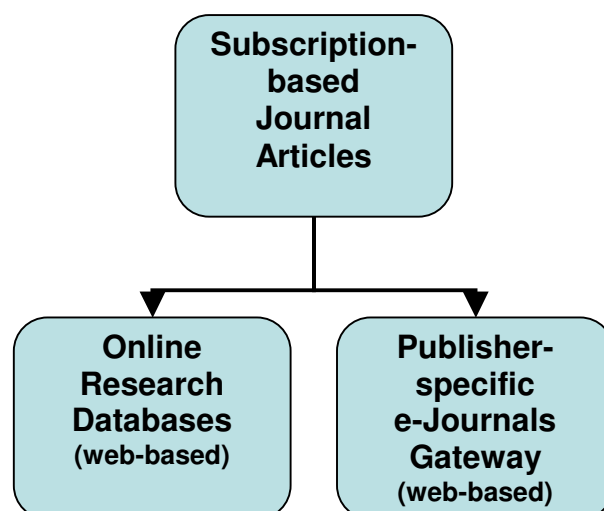 Subscription-
based
Journal
Articles
Online
Research
Databases
(web-based)
Publisher-
specific
e-Journals
Gateway
(web-based)